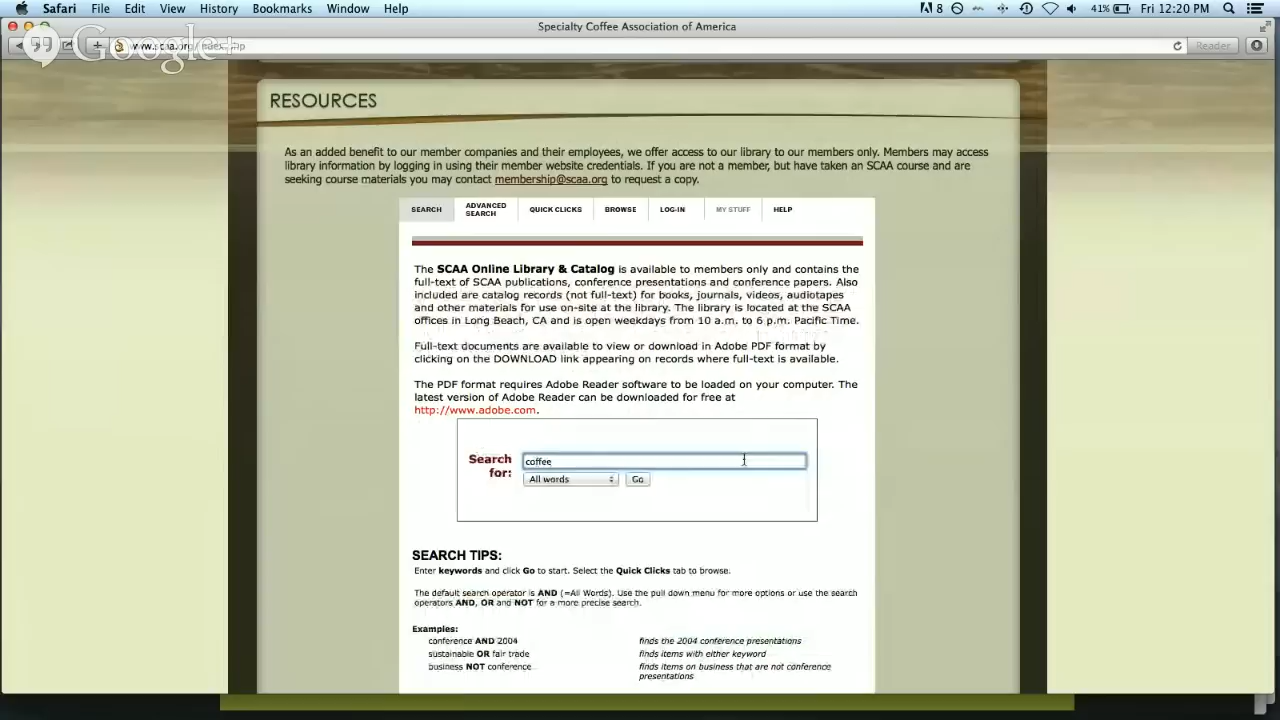 Safari File Edit View History Bookmarks Window Help 8 41% Fri 12:20 PM
Specialty Coffee Association of America
Google+
www.scaa.org/index.php Reader
RESOURCES
As an added benefit to our member companies and their employees, we offer access to our library to our members only. Members may access
library information by logging in using their member website credentials. If you are not a member, but have taken an SCAA course and are
seeking course materials you may contact membership@scaa.org to request a copy.
SEARCH ADVANCED SEARCH QUICK CLICKS BROWSE LOG-IN MY STUFF HELP
The SCAA Online Library & Catalog is available to members only and contains the
full-text of SCAA publications, conference presentations and conference papers. Also
included are catalog records (not full-text) for books, journals, videos, audiotapes
and other materials for use on-site at the library. The library is located at the SCAA
offices in Long Beach, CA and is open weekdays from 10 a.m. to 6 p.m. Pacific Time.
Full-text documents are available to view or download in Adobe PDF format by
clicking on the DOWNLOAD link appearing on records where full-text is available.
The PDF format requires Adobe Reader software to be loaded on your computer. The
latest version of Adobe Reader can be downloaded for free at
http://www.adobe.com.
Search for: coffee
All words Go
SEARCH TIPS:
Enter keywords and click Go to start. Select the Quick Clicks tab to browse.
The default search operator is AND (=All Words). Use the pull down menu for more options or use the search
operators AND, OR and NOT for a more precise search.
Examples:
conference AND 2004 finds the 2004 conference presentations
sustainable OR fair trade finds items with either keyword
business NOT conference finds items on business that are not conference
presentations